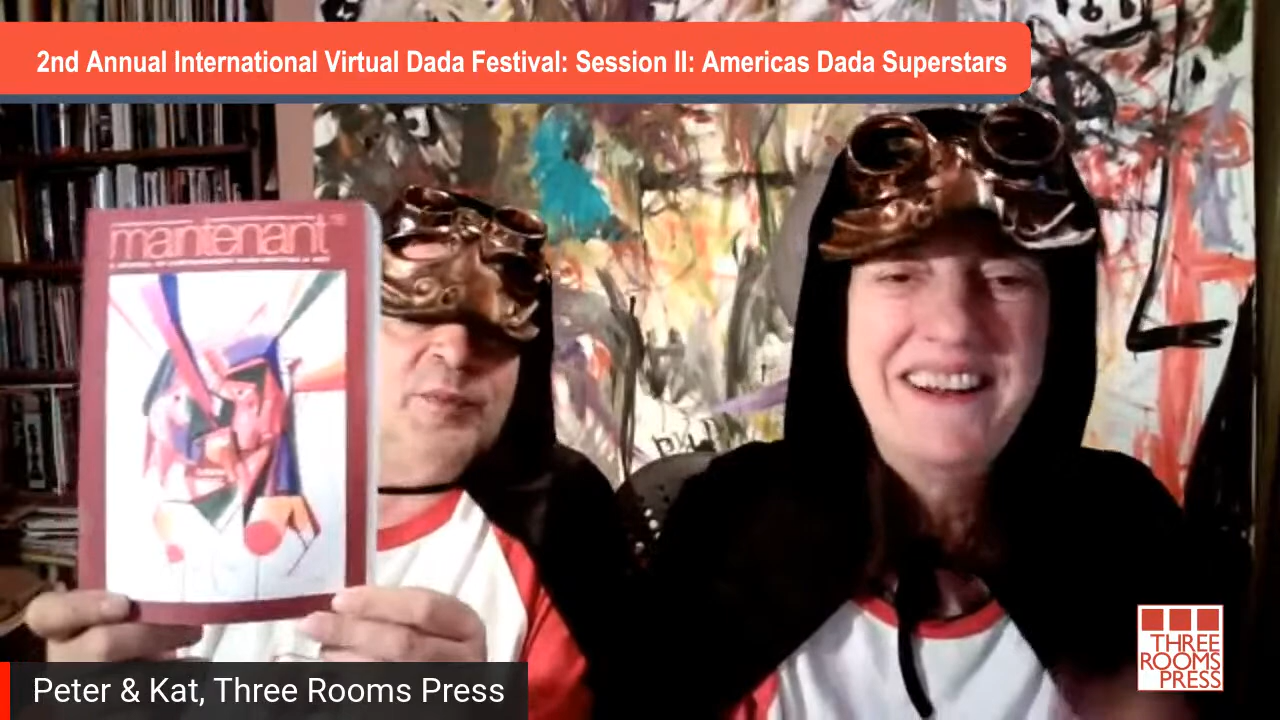 2nd Annual International Virtual Dada Festival: Session II: Americas Dada Superstars
maintenant
Peter & Kat, Three Rooms Press
THREE
ROOMS
PRESS